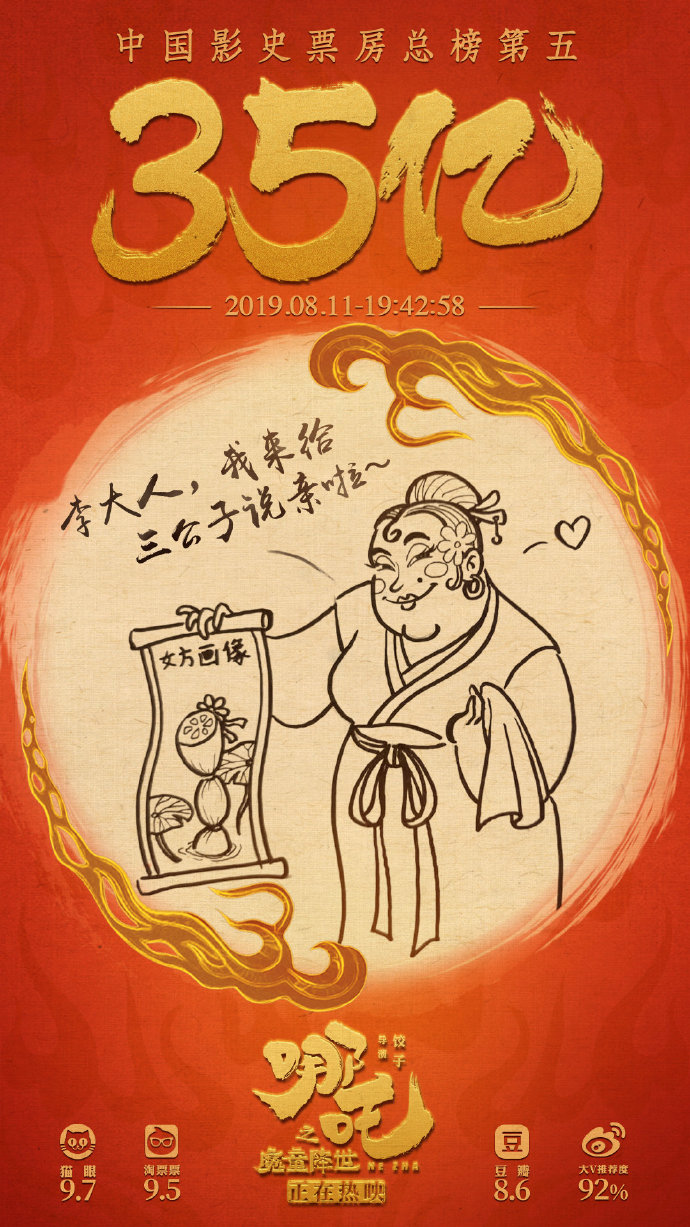 中国影史票房总榜第五
35亿
2019.08.11-19:42:58
李大人，我来给
三公子说亲啦~
女方画像
哪吒
导演
饺子
之
魔童降世
NE ZHA
正在热映
猫眼
9.7
淘票票
9.5
豆
豆瓣
8.6
大V推荐度
92%